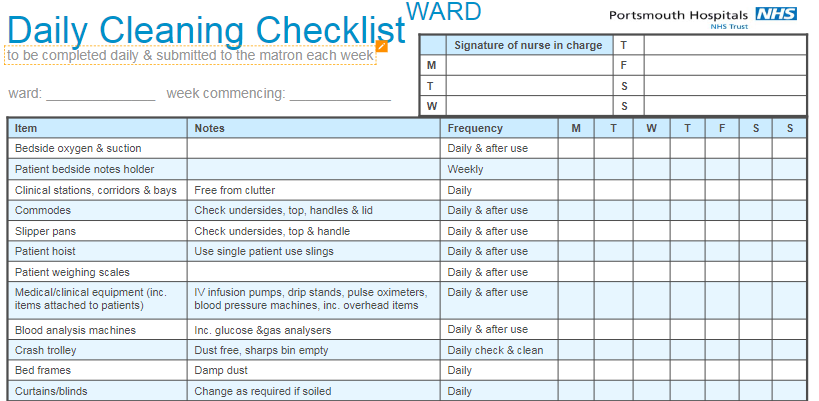 Daily Cleaning Checklist WARD
Portsmouth Hospitals NHS
NHS Trust
to be completed daily & submitted to the matron each week
ward: ________________ week commencing: _______________
Signature of nurse in charge T
M F
T S
W S
Item Notes Frequency M T W T F S S
Bedside oxygen & suction Daily & after use
Patient bedside notes holder Weekly
Clinical stations, corridors & bays Free from clutter Daily
Commodes Check undersides, top, handles & lid Daily & after use
Slipper pans Check undersides, top & handle Daily & after use
Patient hoist Use single patient use slings Daily & after use
Patient weighing scales Daily & after use
Medical/clinical equipment (inc. IV infusion pumps, drip stands, pulse oximeters, Daily & after use
items attached to patients) blood pressure machines, inc. overhead items
Blood analysis machines Inc. glucose &gas analysers Daily & after use
Crash trolley Dust free, sharps bin empty Daily check & clean
Bed frames Damp dust Daily
Curtains/blinds Change as required if soiled Daily